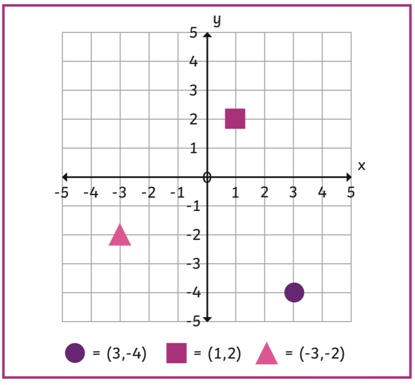 y
5
4
3
2
1
x
-5 -4 -3 -2 -1 0 1 2 3 4 5
-1
-2
-3
-4
-5
= (3,-4) = (1,2) = (-3,-2)